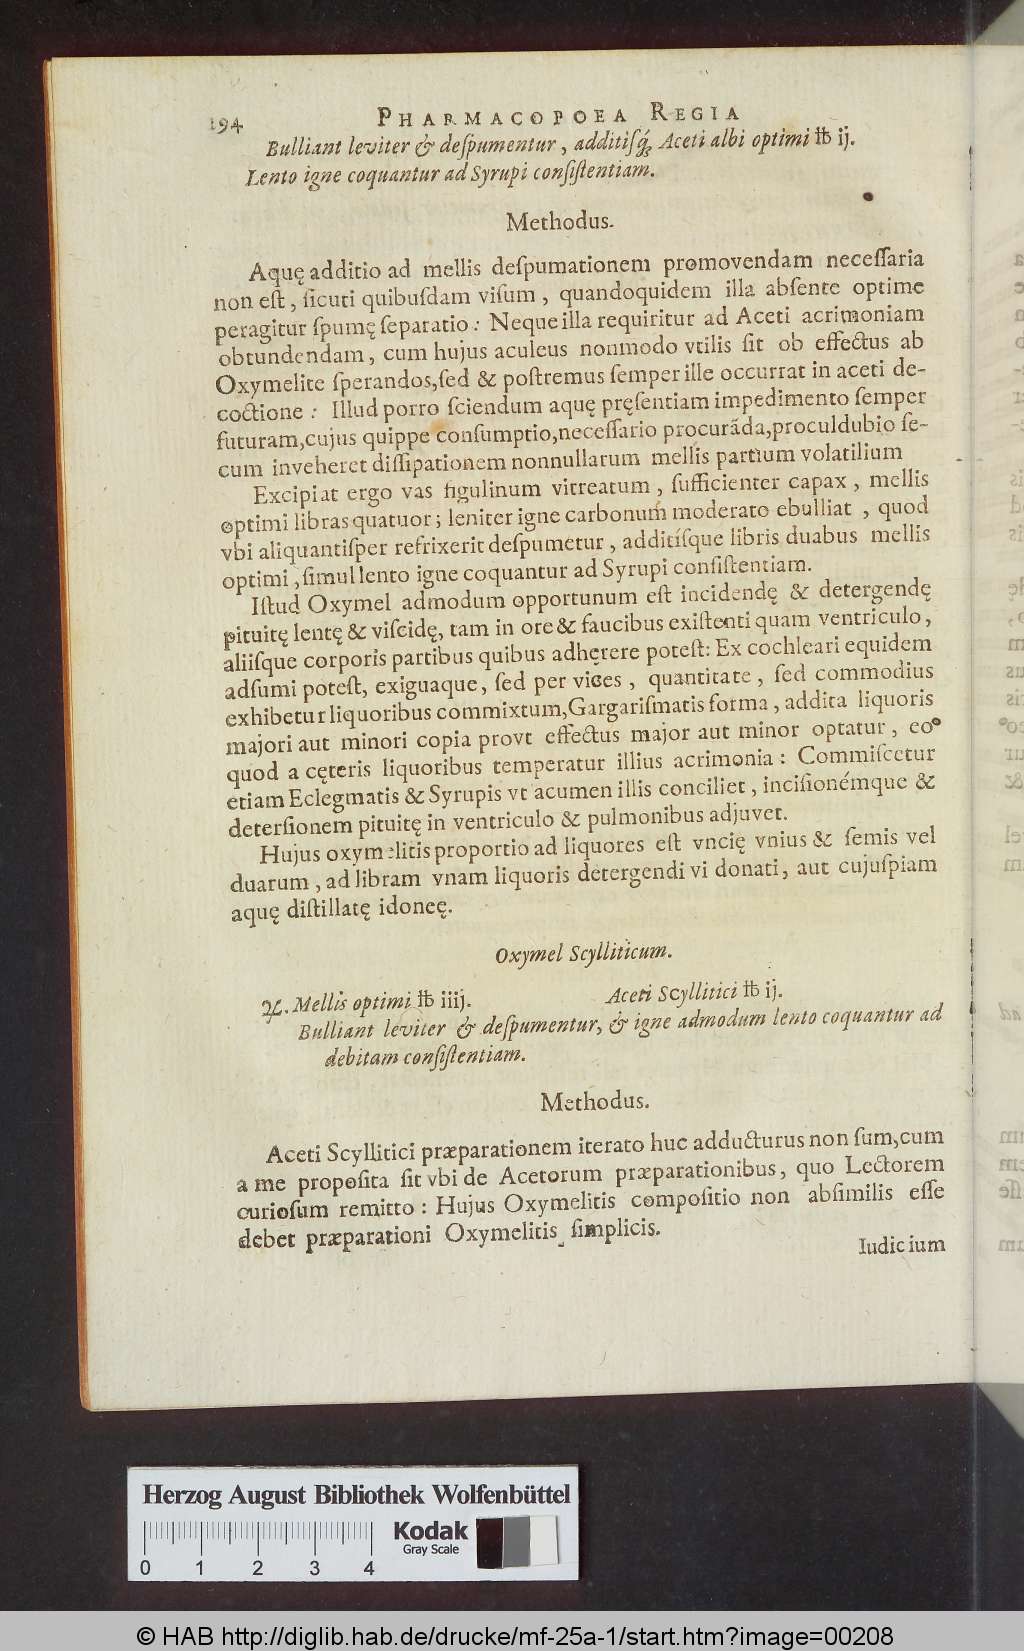 194 PHARMACOPOEA REGIA
Bulliant leviter & deſpumentur, additiſq́ꝫ Aceti albi optimi ℔ ij.
Lento igne coquantur ad Syrupi conſiſtentiam.
Methodus.
Aquę additio ad mellis deſpumationem promovendam neceſſaria
non eſt, ſicuti quibuſdam viſum, quandoquidem illa abſente optime
peragitur ſpumę ſeparatio: Neque illa requiritur ad Aceti acrimoniam
obtundendam, cum hujus aculeus nonmodo vtilis ſit ob effectus ab
Oxymelite ſperandos, ſed & poſtremus ſemper ille occurrat in aceti de-
coctione: Illud porro ſciendum aquę pręſentiam impedimento ſemper
futuram, cujus quippe conſumptio, neceſſario procurãda, proculdubio ſe-
cum inveheret diſſipationem nonnullarum mellis partium volatilium
Excipiat ergo vas figulinum vitreatum, ſufficienter capax, mellis
optimi libras quatuor; leniter igne carbonum moderato ebulliat, quod
vbi aliquantiſper refrixerit deſpumetur, additíſque libris duabus mellis
optimi, ſimul lento igne coquantur ad Syrupi conſiſtentiam.
Iſtud Oxymel admodum opportunum eſt incidendę & detergendę
pituitę lentę & viſcidę, tam in ore & faucibus exiſtenti quam ventriculo,
aliiſque corporis partibus quibus adhęrere poteſt: Ex cochleari equidem
adſumi poteſt, exiguaque, ſed per vices, quantitate, ſed commodius
exhibetur liquoribus commixtum, Gargariſmatis forma, addita liquoris
majori aut minori copia provt effectus major aut minor optatur, eo
quod a cęteris liquoribus temperatur illius acrimonia: Commiſcetur
etiam Eclegmatis & Syrupis vt acumen illis conciliet, inciſionémque &
deterſionem pituitę in ventriculo & pulmonibus adjuvet.
Hujus oxymelitis proportio ad liquores eſt vncię vnius & ſemis vel
duarum, ad libram vnam liquoris detergendi vi donati, aut cujuſpiam
aquę diſtillatę idoneę.
Oxymel Scylliticum.
♃. Mellis optimi ℔ iiij. Aceti Scyllitici ℔ ij.
Bulliant leviter & deſpumentur, & igne admodum lento coquantur ad
debitam conſiſtentiam.
Methodus.
Aceti Scyllitici præparationem iterato huc adducturus non ſum, cum
a me propoſita ſit vbi de Acetorum præparationibus, quo Lectorem
curioſum remitto: Hujus Oxymelitis compoſitio non abſimilis eſſe
debet præparationi Oxymelitis ſimplicis.
Iudicium
Herzog August Bibliothek Wolfenbüttel
Kodak
Gray Scale
0 1 2 3 4
© HAB http://diglib.hab.de/drucke/mf-25a-1/start.htm?image=00208